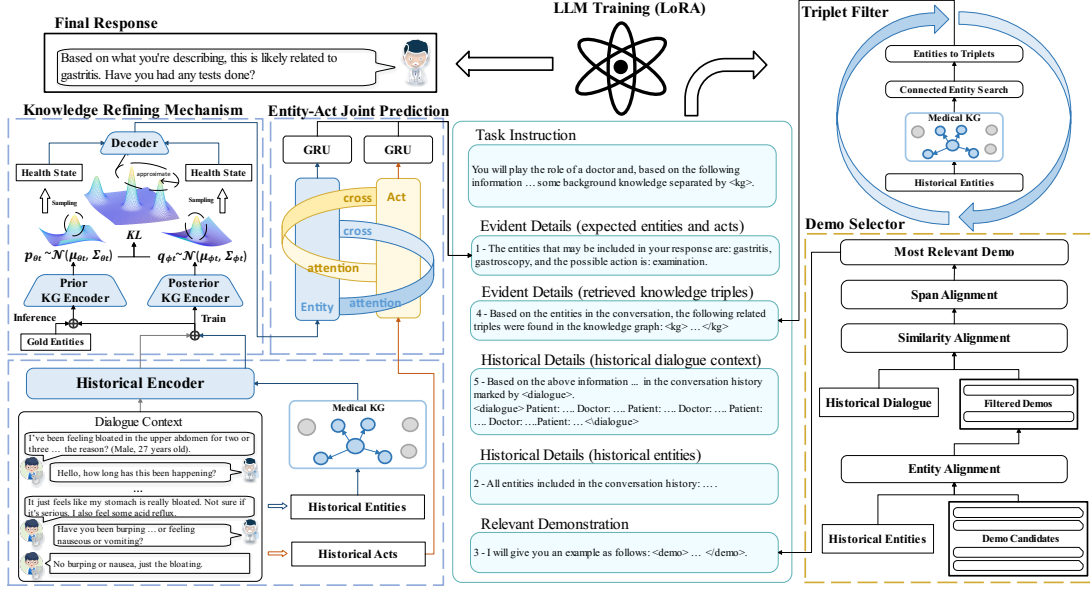 Final Response
Based on what you're describing, this is likely related to
gastritis. Have you had any tests done?
LLM Training (LoRA)
Triplet Filter
Entities to Triplets
Connected Entity Search
Medical KG
Historical Entities
Knowledge Refining Mechanism
Decoder
Health State
Health State
approximate
Sampling
Sampling
KL
p_θt ~ N(μ_θt, Σ_θt)
q_ϕt ~ N(μ_ϕt, Σ_ϕt)
Prior
KG Encoder
Posterior
KG Encoder
Inference
Train
Gold Entities
Entity-Act Joint Prediction
GRU
GRU
cross
Act
cross
attention
Entity
attention
Historical Encoder
Dialogue Context
I've been feeling bloated in the upper abdomen for two or
three … the reason? (Male, 27 years old).
Hello, how long has this been happening?
...
It just feels like my stomach is really bloated. Not sure if
it's serious. I also feel some acid reflux.
Have you been burping … or feeling
nauseous or vomiting?
No burping or nausea, just the bloating.
Medical KG
Historical Entities
Historical Acts
Task Instruction
You will play the role of a doctor and, based on the following
information … some background knowledge separated by <kg>.
Evident Details (expected entities and acts)
1 - The entities that may be included in your response are: gastritis,
gastroscopy, and the possible action is: examination.
Evident Details (retrieved knowledge triples)
4 - Based on the entities in the conversation, the following related
triples were found in the knowledge graph: <kg> … </kg>
Historical Details (historical dialogue context)
5 - Based on the above information ... in the conversation history
marked by <dialogue>.
<dialogue> Patient: …. Doctor: …. Patient: …. Doctor: …. Patient:
…. Doctor: ….Patient: … <\dialogue>
Historical Details (historical entities)
2 - All entities included in the conversation history: … .
Relevant Demonstration
3 - I will give you an example as follows: <demo> … </demo>.
Demo Selector
Most Relevant Demo
Span Alignment
Similarity Alignment
Historical Dialogue
Filtered Demos
Entity Alignment
Historical Entities
Demo Candidates